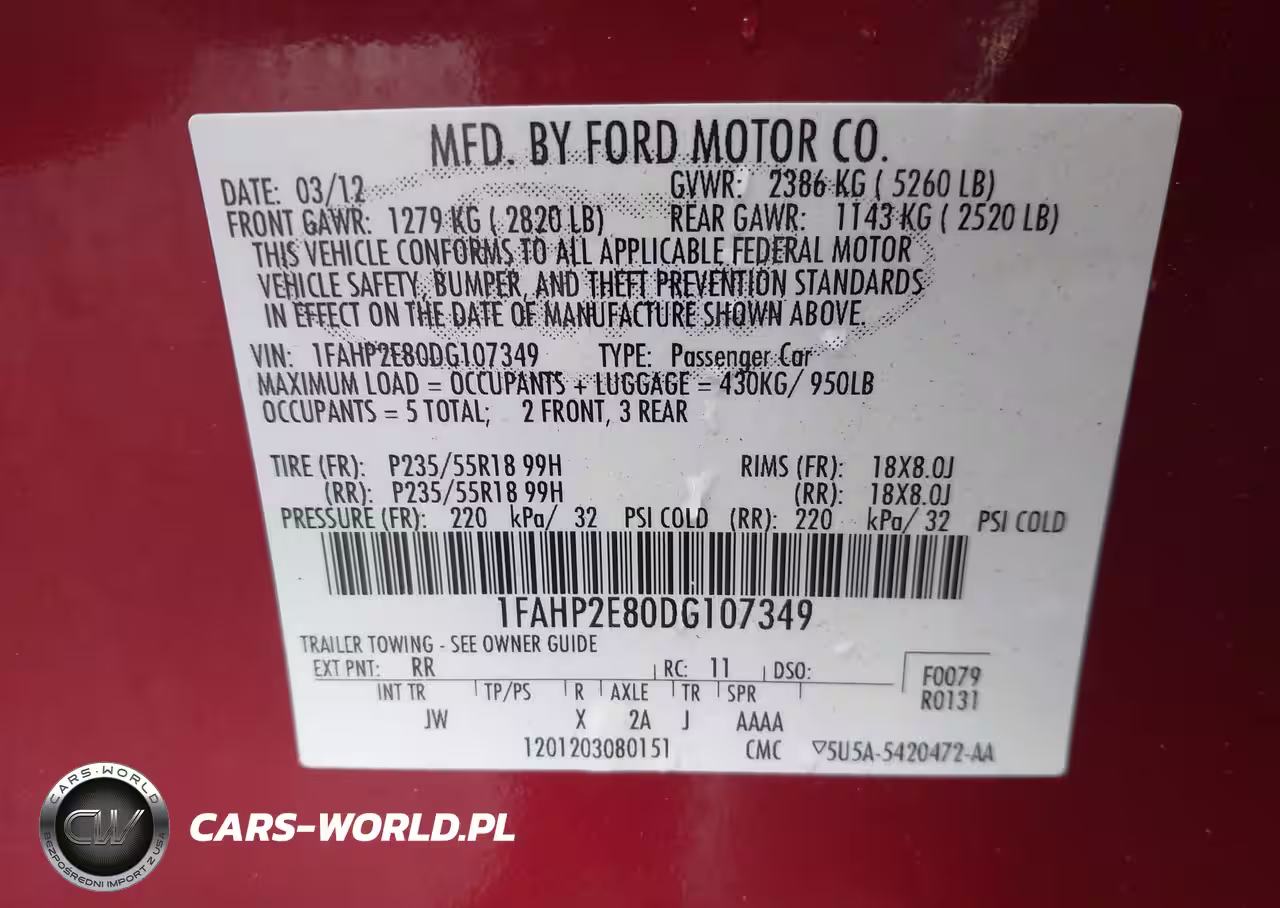 MFD. BY FORD MOTOR CO.
DATE: 03/12 GVWR: 2386 KG ( 5260 LB)
FRONT GAWR: 1279 KG ( 2820 LB) REAR GAWR: 1143 KG ( 2520 LB)
THIS VEHICLE CONFORMS TO ALL APPLICABLE FEDERAL MOTOR
VEHICLE SAFETY, BUMPER, AND THEFT PREVENTION STANDARDS
IN EFFECT ON THE DATE OF MANUFACTURE SHOWN ABOVE.
VIN: 1FAHP2E80DG107349 TYPE: Passenger Car
MAXIMUM LOAD = OCCUPANTS + LUGGAGE = 430KG/ 950LB
OCCUPANTS = 5 TOTAL; 2 FRONT, 3 REAR
TIRE (FR): P235/55R18 99H RIMS (FR): 18X8.0J
(RR): P235/55R18 99H (RR): 18X8.0J
PRESSURE (FR): 220 kPa/ 32 PSI COLD (RR): 220 kPa/ 32 PSI COLD
1FAHP2E80DG107349
TRAILER TOWING - SEE OWNER GUIDE
EXT PNT: RR RC: 11 DSO: F0079
INT TR TP/PS R AXLE TR SPR R0131
JW X 2A J AAAA
1201203080151 CMC ▽5U5A-5420472-AA
CARS-WORLD
CW
BEZPOŚREDNI IMPORT Z USA
CARS-WORLD.PL